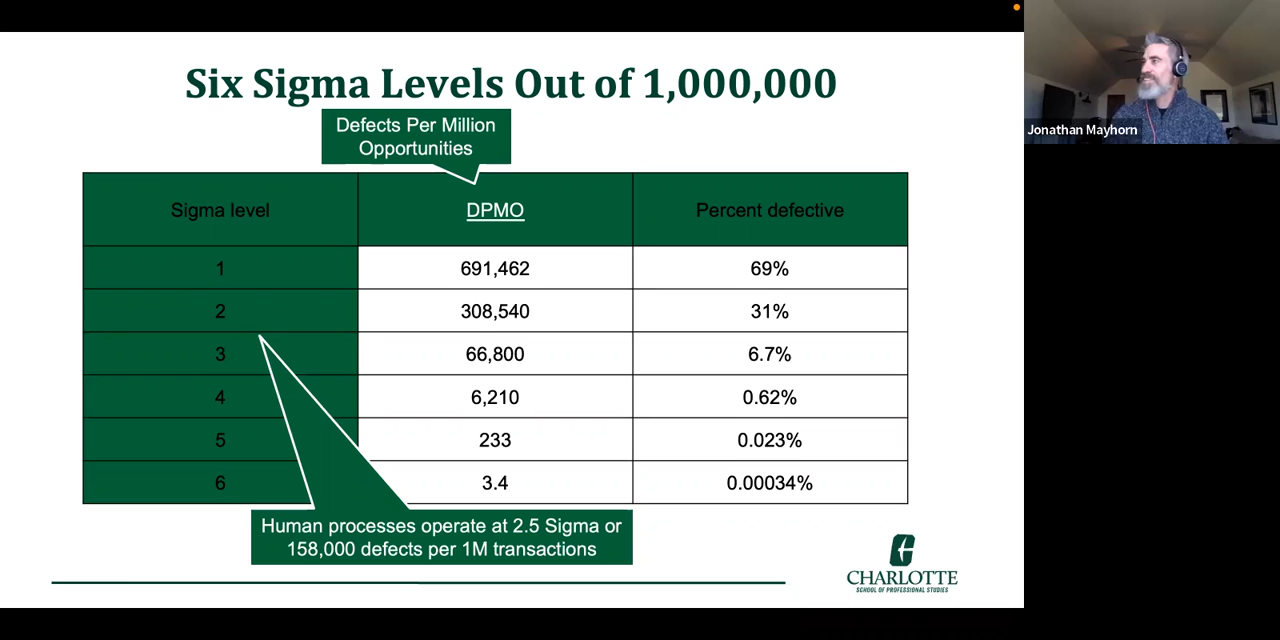 Six Sigma Levels Out of 1,000,000
Defects Per Million
Opportunities
Sigma level DPMO Percent defective
1 691,462 69%
2 308,540 31%
3 66,800 6.7%
4 6,210 0.62%
5 233 0.023%
6 3.4 0.00034%
Human processes operate at 2.5 Sigma or
158,000 defects per 1M transactions
CHARLOTTE
SCHOOL OF PROFESSIONAL STUDIES
Jonathan Mayhorn